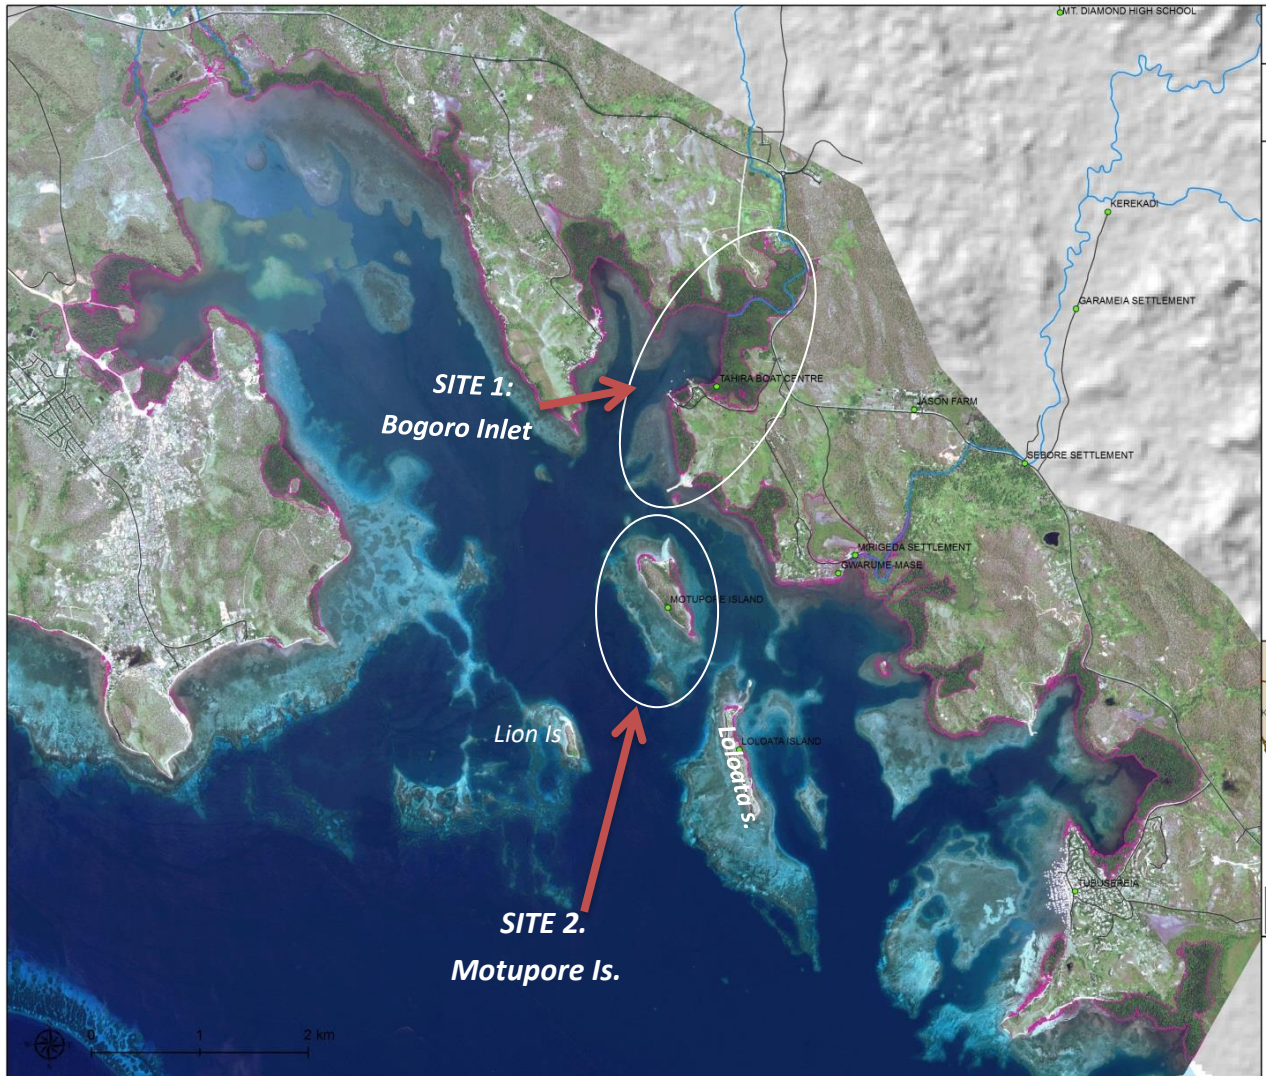 MT. DIAMOND HIGH SCHOOL
KEREKADI
GARAMEIA SETTLEMENT
SITE 1:
Bogoro Inlet
TAHIRA BOAT CENTRE
JASON FARM
SEBORE SETTLEMENT
MIRIGEDA SETTLEMENT
GWARUME MASE
MOTUPORE ISLAND
Lion Is
LOLOATA ISLAND
Loloata s.
TUBUSEREIA
SITE 2.
Motupore Is.
0 1 2 km